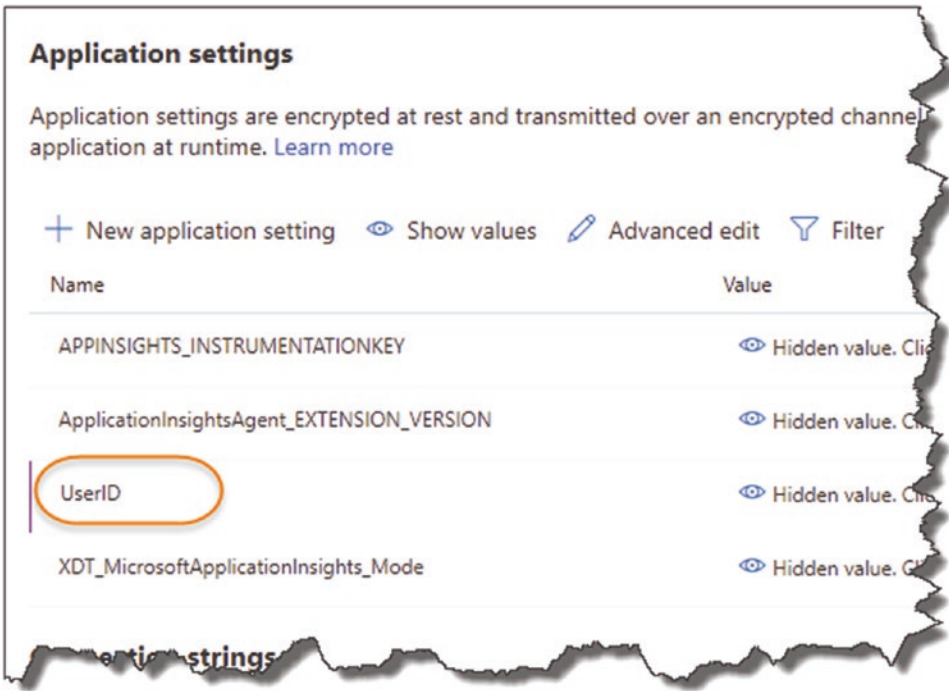 Application settings
Application settings are encrypted at rest and transmitted over an encrypted channel
application at runtime. Learn more
New application setting Show values Advanced edit Filter
Name Value
APPINSIGHTS_INSTRUMENTATIONKEY Hidden value.
ApplicationInsightsAgent_EXTENSION_VERSION Hidden value.
UserID Hidden value.
XDT_MicrosoftApplicationInsights_Mode Hidden value.
strings